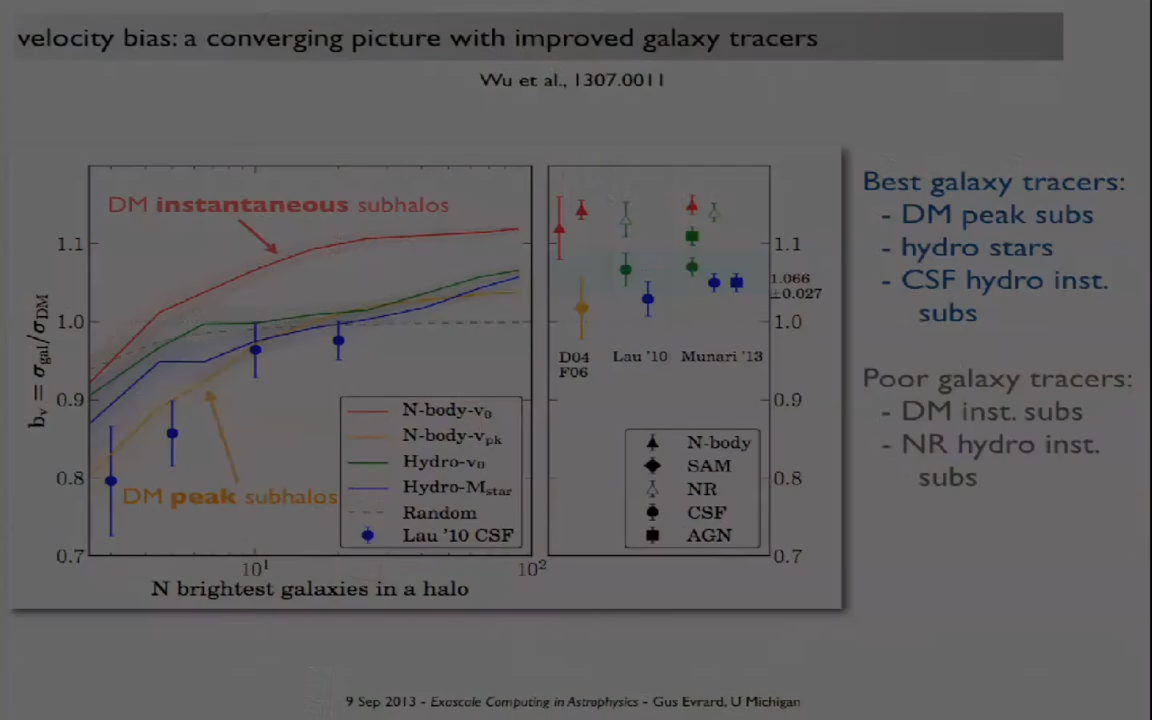 velocity bias: a converging picture with improved galaxy tracers
Wu et al., 1307.0011
DM instantaneous subhalos
DM peak subhalos
b_v = σ_gal/σ_DM
1.1
1.0
0.9
0.8
0.7
10¹
10²
N brightest galaxies in a halo
N-body-v₀
N-body-v_pk
Hydro-v₀
Hydro-M_star
Random
Lau '10 CSF
1.1
1.066
±0.027
1.0
0.9
0.8
0.7
D04
F06
Lau '10
Munari '13
N-body
SAM
NR
CSF
AGN
Best galaxy tracers:
- DM peak subs
- hydro stars
- CSF hydro inst.
subs
Poor galaxy tracers:
- DM inst. subs
- NR hydro inst.
subs
9 Sep 2013 - Exascale Computing in Astrophysics - Gus Evrard, U Michigan